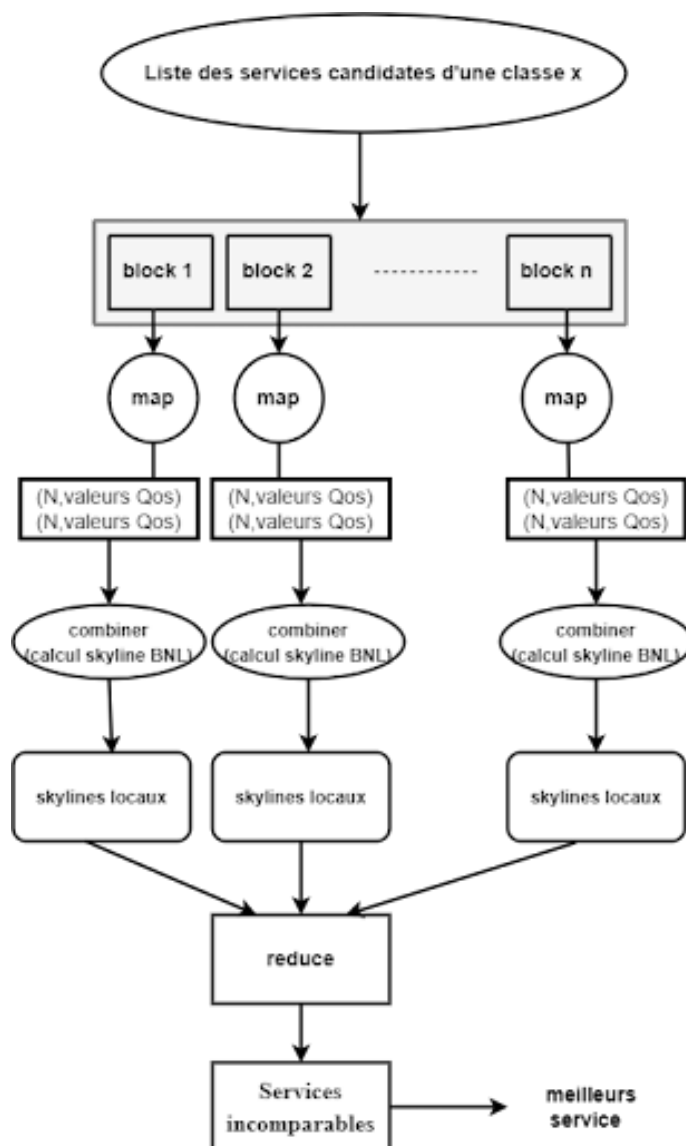 Liste des services candidates d'une classe x
block 1
block 2
block n
map
map
map
(N,valeurs Qos)
(N,valeurs Qos)
(N,valeurs Qos)
(N,valeurs Qos)
(N,valeurs Qos)
(N,valeurs Qos)
combiner
(calcul skyline BNL)
combiner
(calcul skyline BNL)
combiner
(calcul skyline BNL)
skylines locaux
skylines locaux
skylines locaux
reduce
Services
incomparables
meilleurs
service